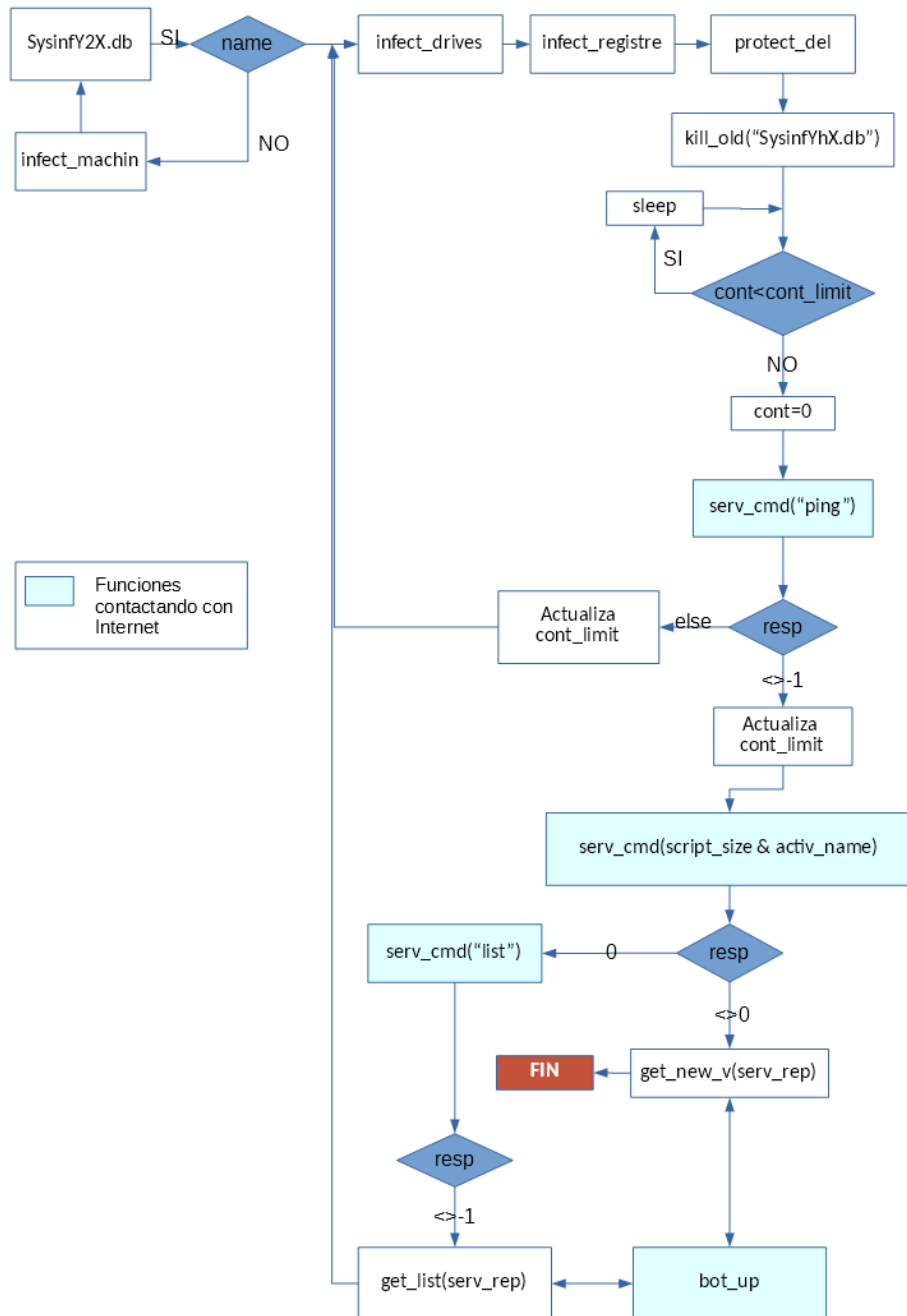 SysinfY2X.db
SI
name
infect_drives
infect_registre
protect_del
NO
infect_machin
kill_old(“SysinfYhX.db”)
sleep
SI
cont<cont_limit
NO
cont=0
serv_cmd(“ping”)
Funciones
contactando con
Internet
Actualiza
cont_limit
else
resp
<>-1
Actualiza
cont_limit
serv_cmd(script_size & activ_name)
serv_cmd(“list”)
0
resp
<>0
FIN
get_new_v(serv_rep)
resp
<>-1
get_list(serv_rep)
bot_up